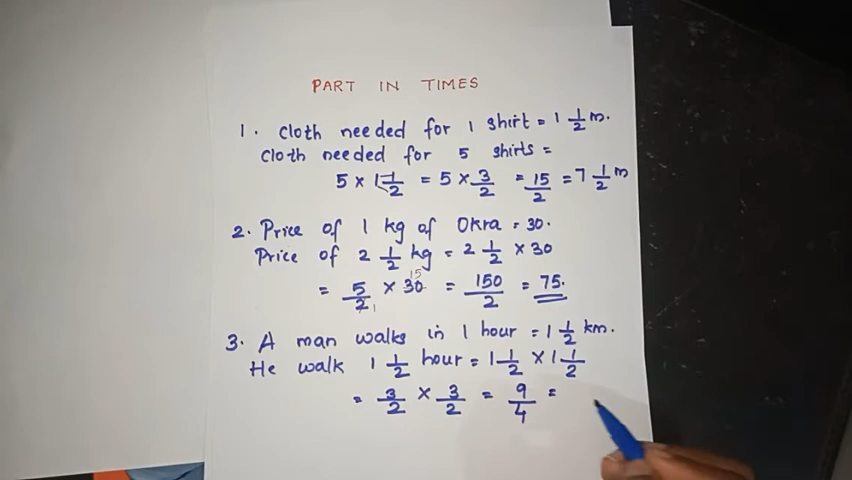 PART IN TIMES
1. Cloth needed for 1 shirt = 1 1/2 m.
Cloth needed for 5 shirts =
5 × 1 1/2 = 5 × 3/2 = 15/2 = 7 1/2 m
2. Price of 1 kg of Okra = 30.
Price of 2 1/2 kg = 2 1/2 × 30
= 5/2 1 × 30 15 = 150/2 = 75.
3. A man walks in 1 hour = 1 1/2 km.
He walk 1 1/2 hour = 1 1/2 × 1 1/2
= 3/2 × 3/2 = 9/4 =